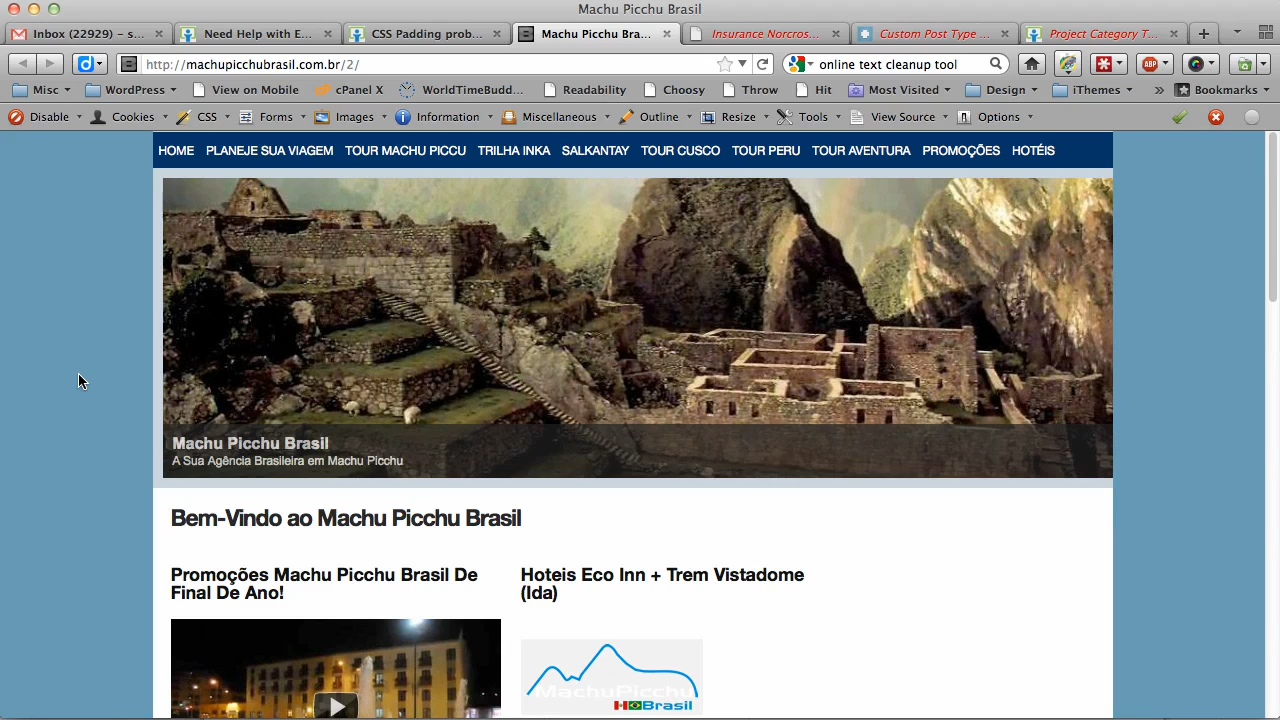 Machu Picchu Brasil
Inbox (22929) – s...
Need Help with E...
CSS Padding prob...
Machu Picchu Bra...
Insurance Norcros...
Custom Post Type ...
Project Category T...
http://machupicchubrasil.com.br/2/
online text cleanup tool
Misc WordPress View on Mobile cPanel X WorldTimeBudd... Readability Choosy Throw Hit Most Visited Design iThemes » Bookmarks
Disable Cookies CSS Forms Images Information Miscellaneous Outline Resize Tools View Source Options
HOME PLANEJE SUA VIAGEM TOUR MACHU PICCU TRILHA INKA SALKANTAY TOUR CUSCO TOUR PERU TOUR AVENTURA PROMOÇÕES HOTÉIS
Machu Picchu Brasil
A Sua Agência Brasileira em Machu Picchu
Bem-Vindo ao Machu Picchu Brasil
Promoções Machu Picchu Brasil De
Final De Ano!
Hoteis Eco Inn + Trem Vistadome
(Ida)
MachuPicchu
Brasil